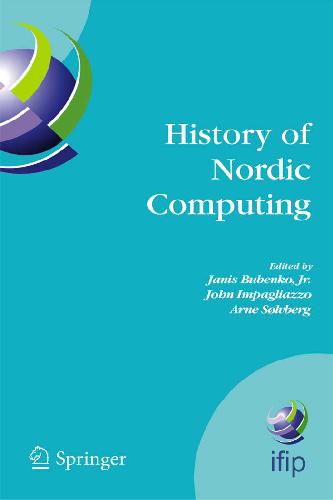 History of
Nordic
Computing
Edited by
Janis Bubenko, Jr.
John Impagliazzo
Arne Sølvberg
Springer
ifip